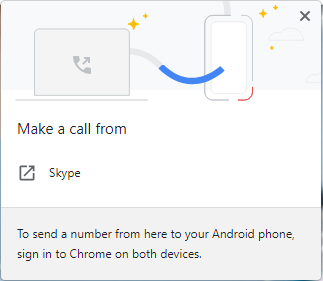 Make a call from
Skype
To send a number from here to your Android phone,
sign in to Chrome on both devices.